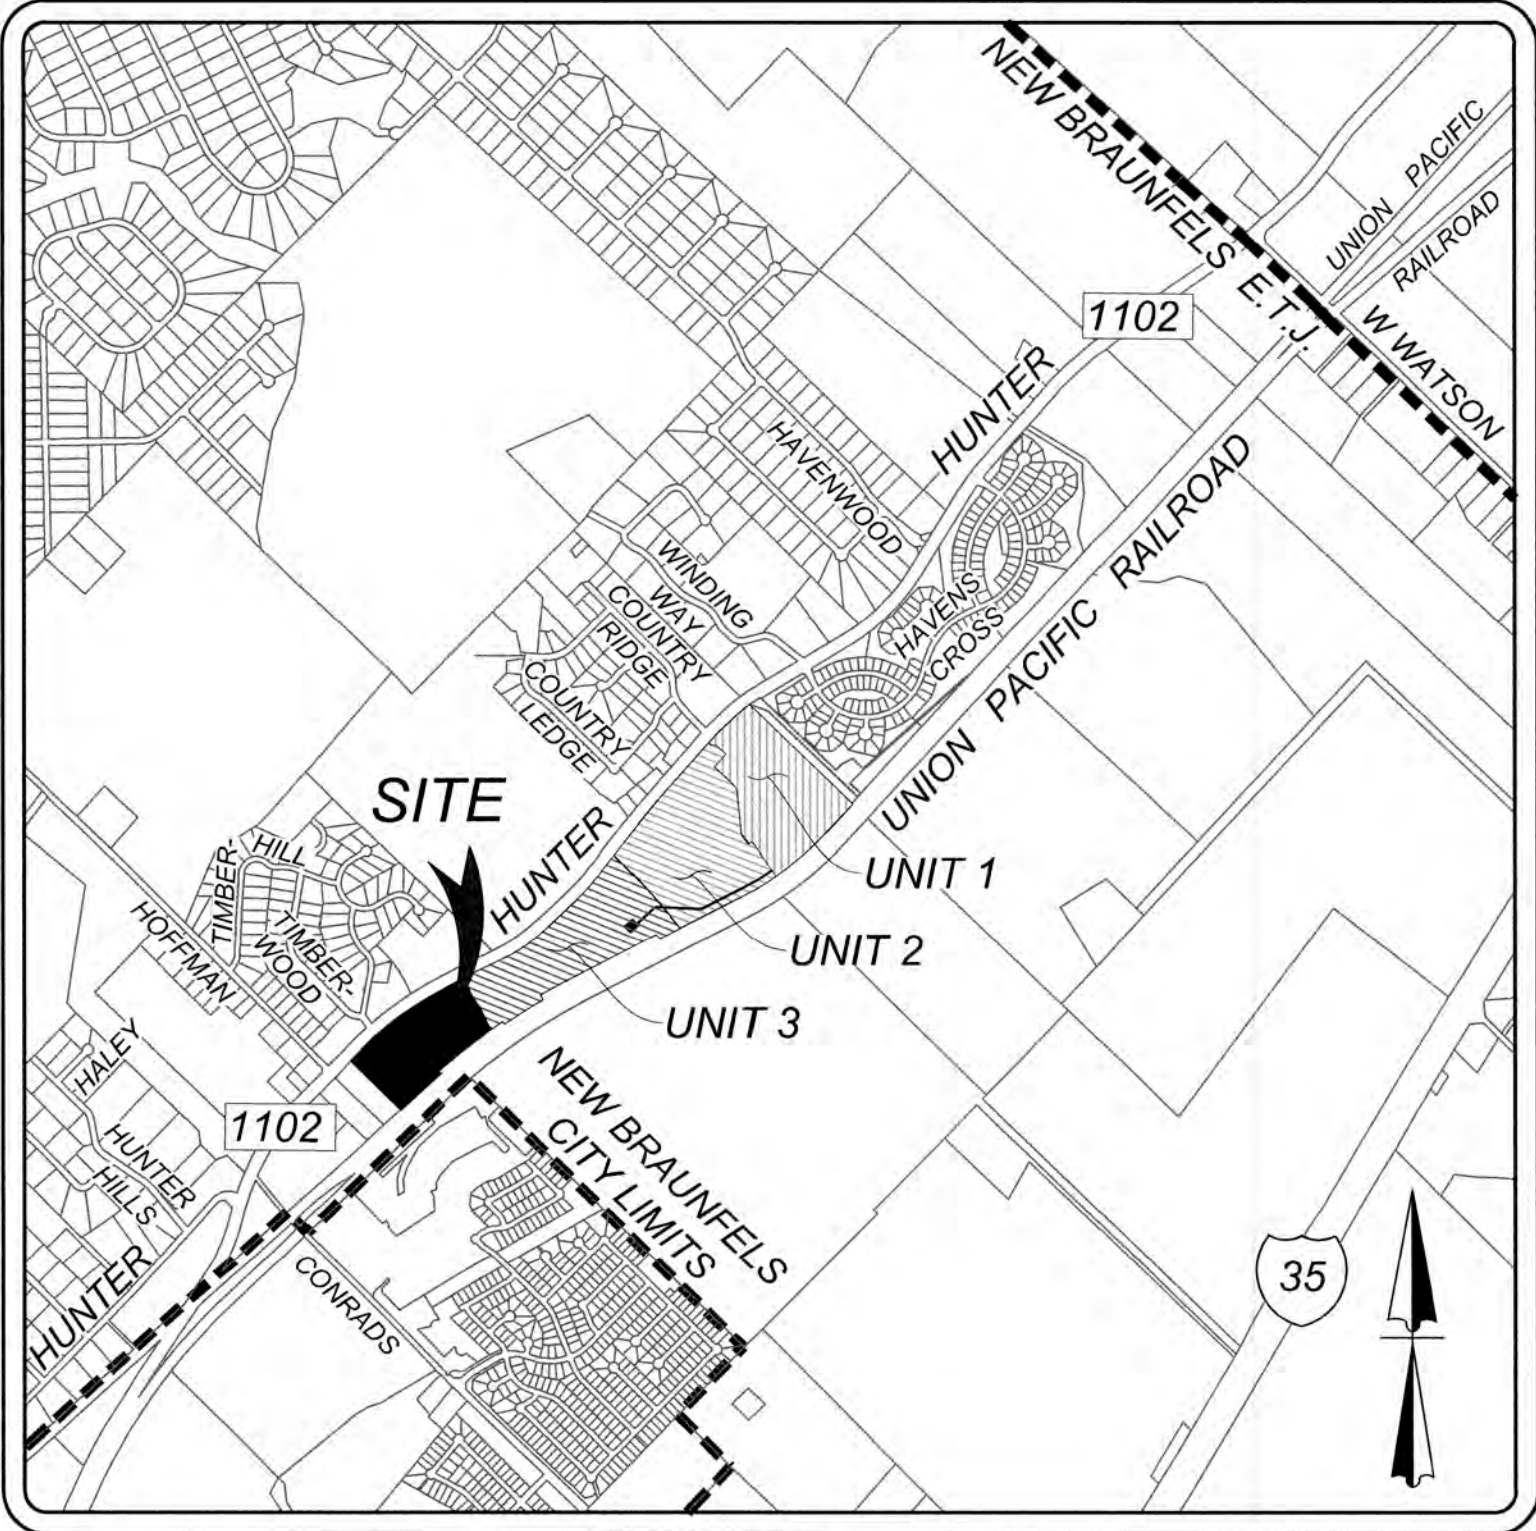 NEW BRAUNFELS E.T.J.
UNION PACIFIC
RAILROAD
W WATSON
1102
HUNTER
HAVENWOOD
UNION PACIFIC RAILROAD
WINDING
WAY
HAVENS
CROSS
COUNTRY
RIDGE
COUNTRY
LEDGE
SITE
HUNTER
UNIT 1
TIMBER-
HILL
TIMBER-
WOOD
HOFFMAN
UNIT 2
UNIT 3
HALEY
1102
HUNTER
HILLS
NEW BRAUNFELS
CITY LIMITS
HUNTER
CONRADS
35